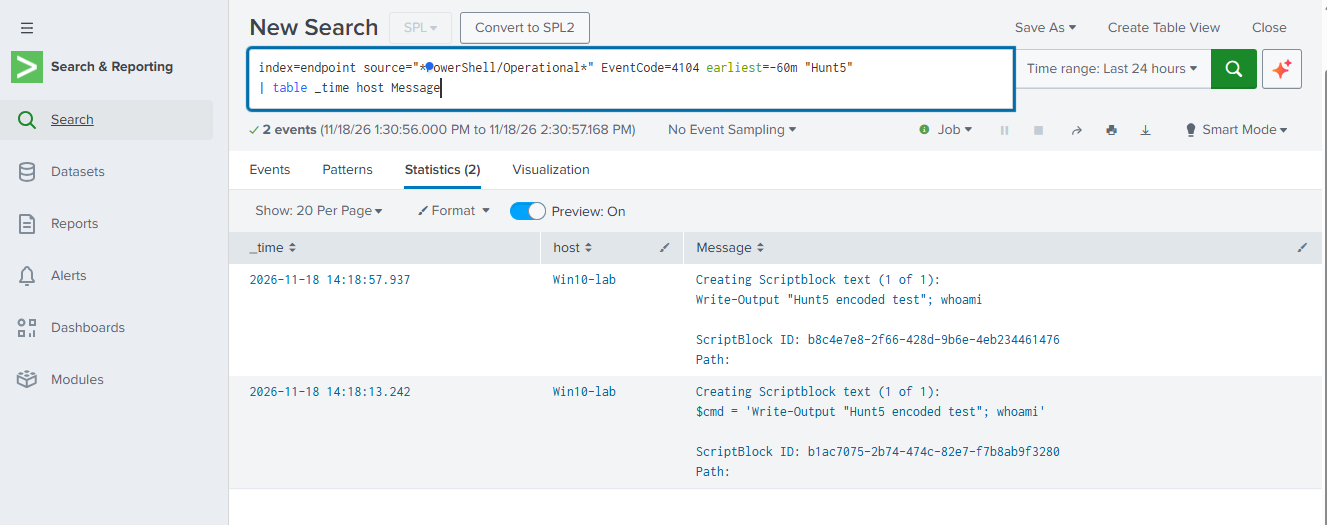 New Search
SPL
Convert to SPL2
Save As
Create Table View
Close
Search & Reporting
Search
Datasets
Reports
Alerts
Dashboards
Modules
index=endpoint source="*PowerShell/Operational*" EventCode=4104 earliest=-60m "Hunt5"
| table _time host Message
Time range: Last 24 hours
2 events (11/18/26 1:30:56.000 PM to 11/18/26 2:30:57.168 PM)
No Event Sampling
Job
Smart Mode
Events
Patterns
Statistics (2)
Visualization
Show: 20 Per Page
Format
Preview: On
_time
host
Message
2026-11-18 14:18:57.937
Win10-lab
Creating Scriptblock text (1 of 1):
Write-Output "Hunt5 encoded test"; whoami
ScriptBlock ID: b8c4e7e8-2f66-428d-9b6e-4eb234461476
Path:
2026-11-18 14:18:13.242
Win10-lab
Creating Scriptblock text (1 of 1):
$cmd = 'Write-Output "Hunt5 encoded test"; whoami'
ScriptBlock ID: b1ac7075-2b74-474c-82e7-f7b8ab9f3280
Path: